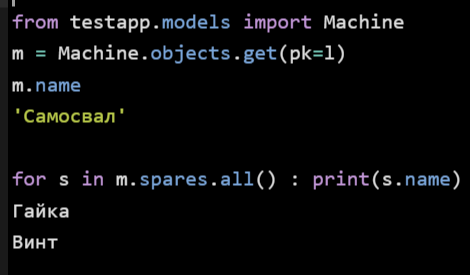 from testapp.models import Machine
m = Machine.objects.get(pk=l)
m.name
'Самосвал'
for s in m.spares.all() : print(s.name)
Гайка
Винт